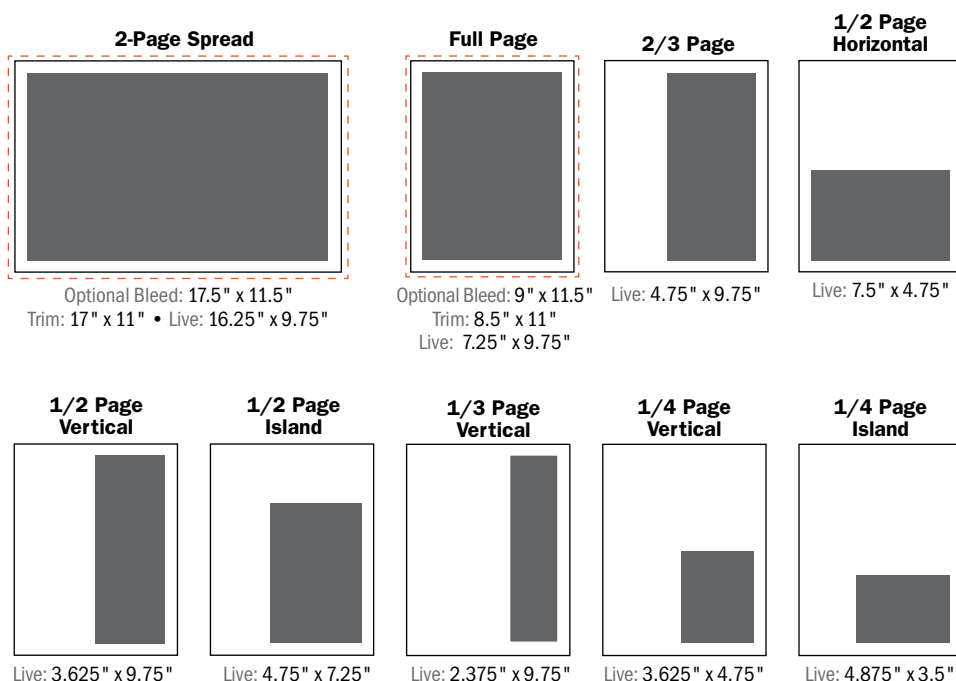 2-Page Spread
Optional Bleed: 17.5" x 11.5"
Trim: 17" x 11" • Live: 16.25" x 9.75"
Full Page
Optional Bleed: 9" x 11.5"
Trim: 8.5" x 11"
Live: 7.25" x 9.75"
2/3 Page
Live: 4.75" x 9.75"
1/2 Page
Horizontal
Live: 7.5" x 4.75"
1/2 Page
Vertical
Live: 3.625" x 9.75"
1/2 Page
Island
Live: 4.75" x 7.25"
1/3 Page
Vertical
Live: 2.375" x 9.75"
1/4 Page
Vertical
Live: 3.625" x 4.75"
1/4 Page
Island
Live: 4.875" x 3.5"